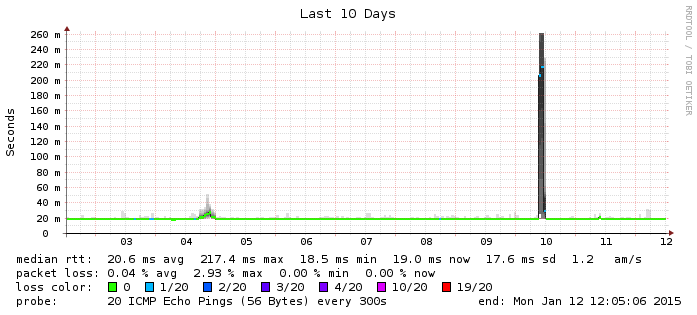 Last 10 Days
RRDTOOL / TOBI OETIKER
Seconds
260 m
240 m
220 m
200 m
180 m
160 m
140 m
120 m
100 m
80 m
60 m
40 m
20 m
0
03 04 05 06 07 08 09 10 11 12
median rtt: 20.6 ms avg 217.4 ms max 18.5 ms min 19.0 ms now 17.6 ms sd 1.2 am/s
packet loss: 0.04 % avg 2.93 % max 0.00 % min 0.00 % now
loss color: 0 1/20 2/20 3/20 4/20 10/20 19/20
probe: 20 ICMP Echo Pings (56 Bytes) every 300s end: Mon Jan 12 12:05:06 2015